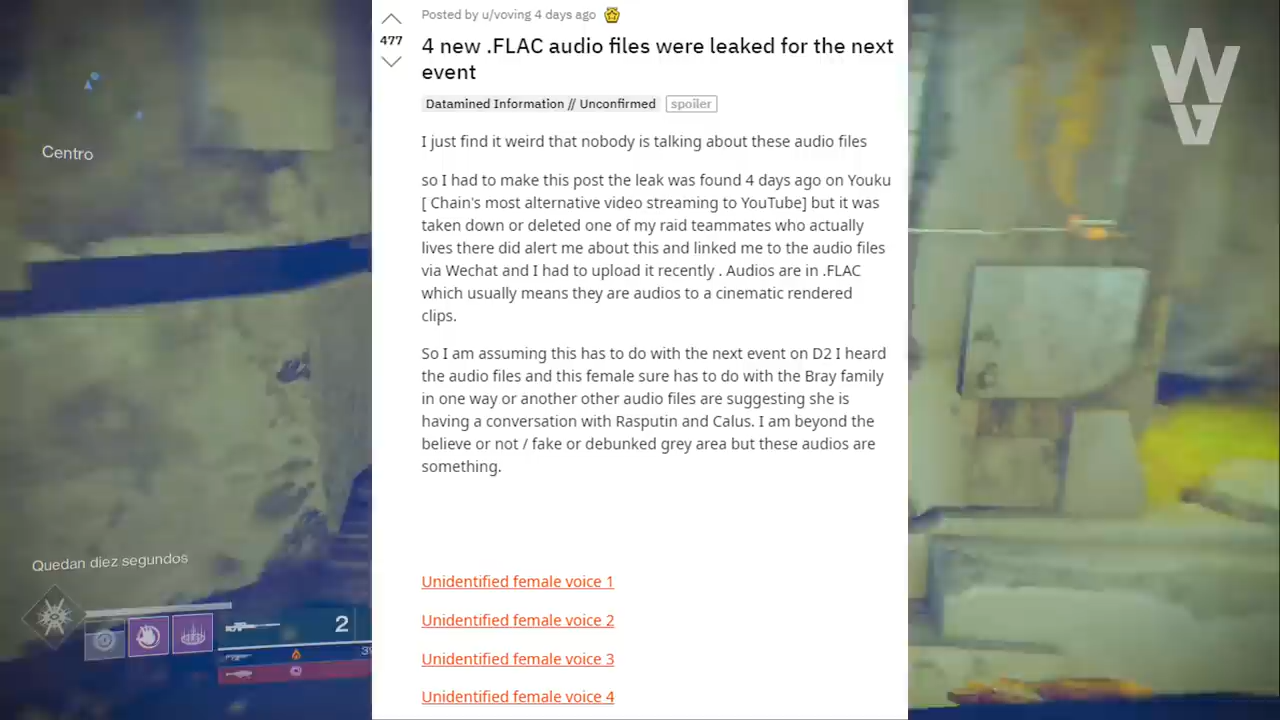 Posted by u/voving 4 days ago
477
4 new .FLAC audio files were leaked for the next
event
Datamined Information // Unconfirmed
spoiler
I just find it weird that nobody is talking about these audio files
so I had to make this post the leak was found 4 days ago on Youku
[ Chain's most alternative video streaming to YouTube] but it was
taken down or deleted one of my raid teammates who actually
lives there did alert me about this and linked me to the audio files
via Wechat and I had to upload it recently . Audios are in .FLAC
which usually means they are audios to a cinematic rendered
clips.
So I am assuming this has to do with the next event on D2 I heard
the audio files and this female sure has to do with the Bray family
in one way or another other audio files are suggesting she is
having a conversation with Rasputin and Calus. I am beyond the
believe or not / fake or debunked grey area but these audios are
something.
Unidentified female voice 1
Unidentified female voice 2
Unidentified female voice 3
Unidentified female voice 4
Centro
Quedan diez segundos
2
WG